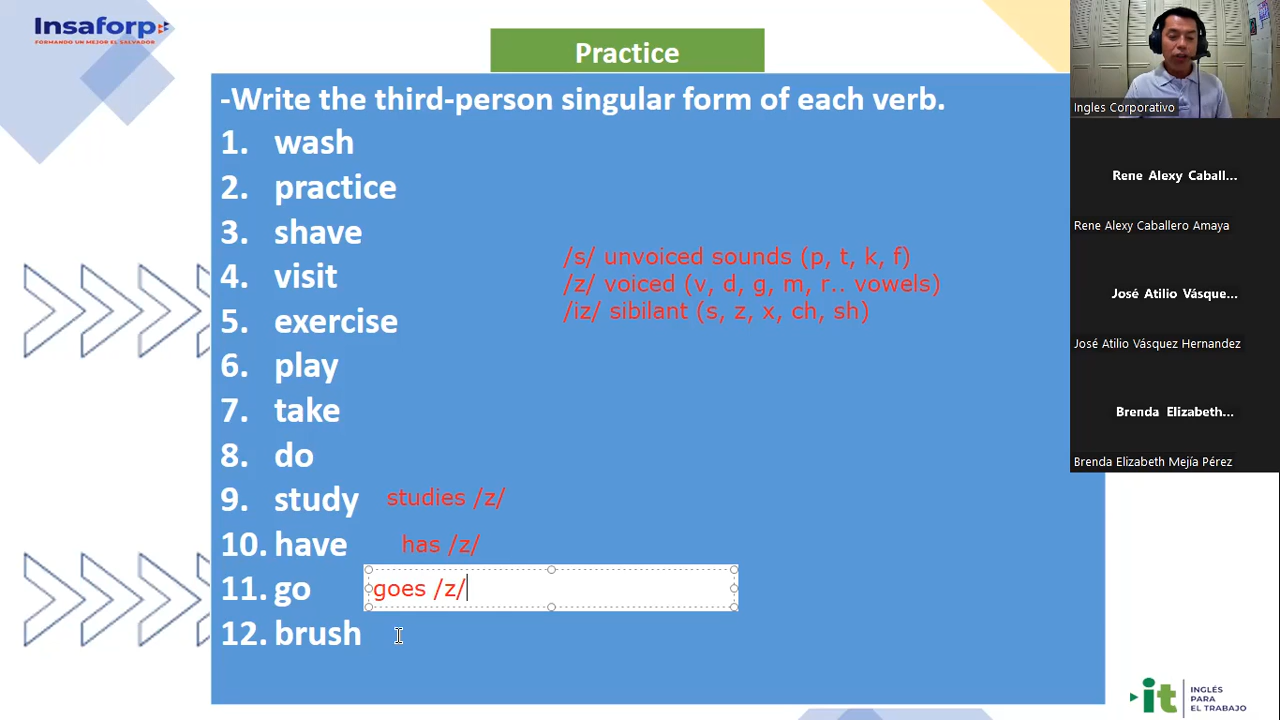 Insaforp
FORMANDO UN MEJOR EL SALVADOR
Practice
-Write the third-person singular form of each verb.
1. wash
2. practice
3. shave
4. visit
5. exercise
6. play
7. take
8. do
9. study studies /z/
10. have has /z/
11. go goes /z/
12. brush
/s/ unvoiced sounds (p, t, k, f)
/z/ voiced (v, d, g, m, r.. vowels)
/iz/ sibilant (s, z, x, ch, sh)
Ingles Corporativo
Rene Alexy Caball...
Rene Alexy Caballero Amaya
José Atilio Vásque...
José Atilio Vásquez Hernandez
Brenda Elizabeth...
Brenda Elizabeth Mejía Pérez
it
INGLÉS
PARA
EL TRABAJO